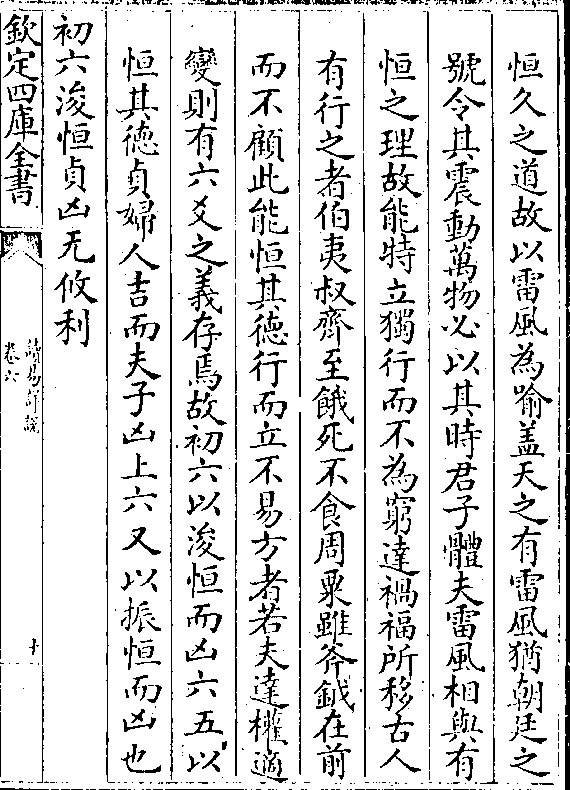 恒久之道故以雷風為喻盖天之有雷風猶朝廷之
號令其震動萬物必以其時君子體夫雷風相與有
恒之理故能特立獨行而不為窮達禍福所移古人
有行之者伯夷叔齊至餓死不食周粟雖斧鉞在前
而不顧此能恒其德行而立不易方者若夫達權適
變則有六爻之義存焉故初六以浚恒而凶六五以
恒其德貞婦人吉而夫子凶上六又以振恒而凶也
初六浚恒貞凶无攸利
欽定四庫全書
讀易詳說
卷六
十